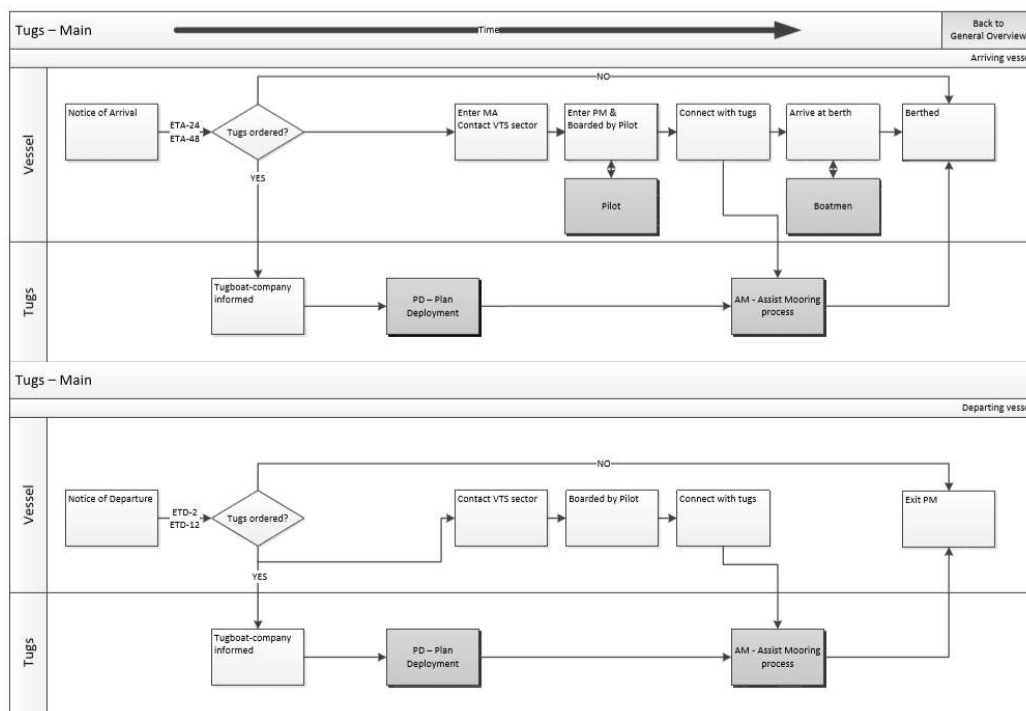 Tugs – Main
Time
Back to
General Overview
Arriving vesse
Vessel
Notice of Arrival
ETA-24
ETA-48
Tugs ordered?
NO
YES
Enter MA
Contact VTS sector
Enter PM &
Boarded by Pilot
Connect with tugs
Arrive at berth
Berthed
Pilot
Boatmen
Tugs
Tugboat-company
informed
PD – Plan
Deployment
AM - Assist Mooring
process
Tugs – Main
Departing vesse
Vessel
Notice of Departure
ETD-2
ETD-12
Tugs ordered?
NO
YES
Contact VTS sector
Boarded by Pilot
Connect with tugs
Exit PM
Tugs
Tugboat-company
informed
PD – Plan
Deployment
AM - Assist Mooring
process